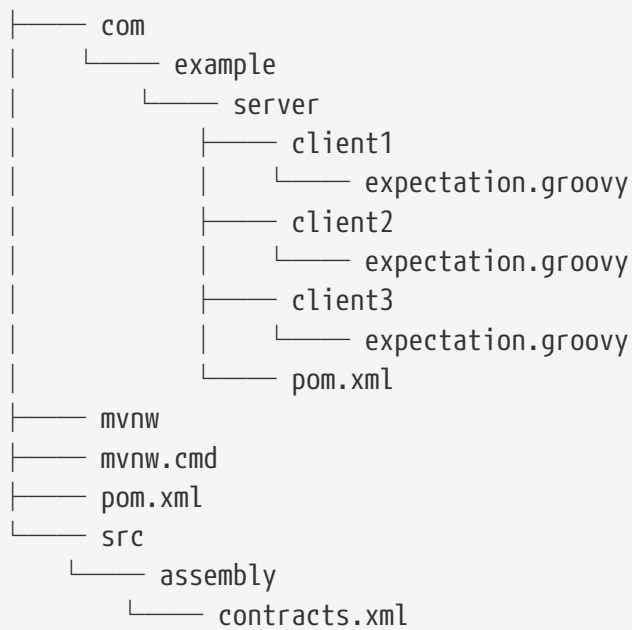 ├── com
│   └── example
│       └── server
│           ├── client1
│           │   └── expectation.groovy
│           ├── client2
│           │   └── expectation.groovy
│           ├── client3
│           │   └── expectation.groovy
│           └── pom.xml
├── mvnw
├── mvnw.cmd
├── pom.xml
└── src
    └── assembly
        └── contracts.xml